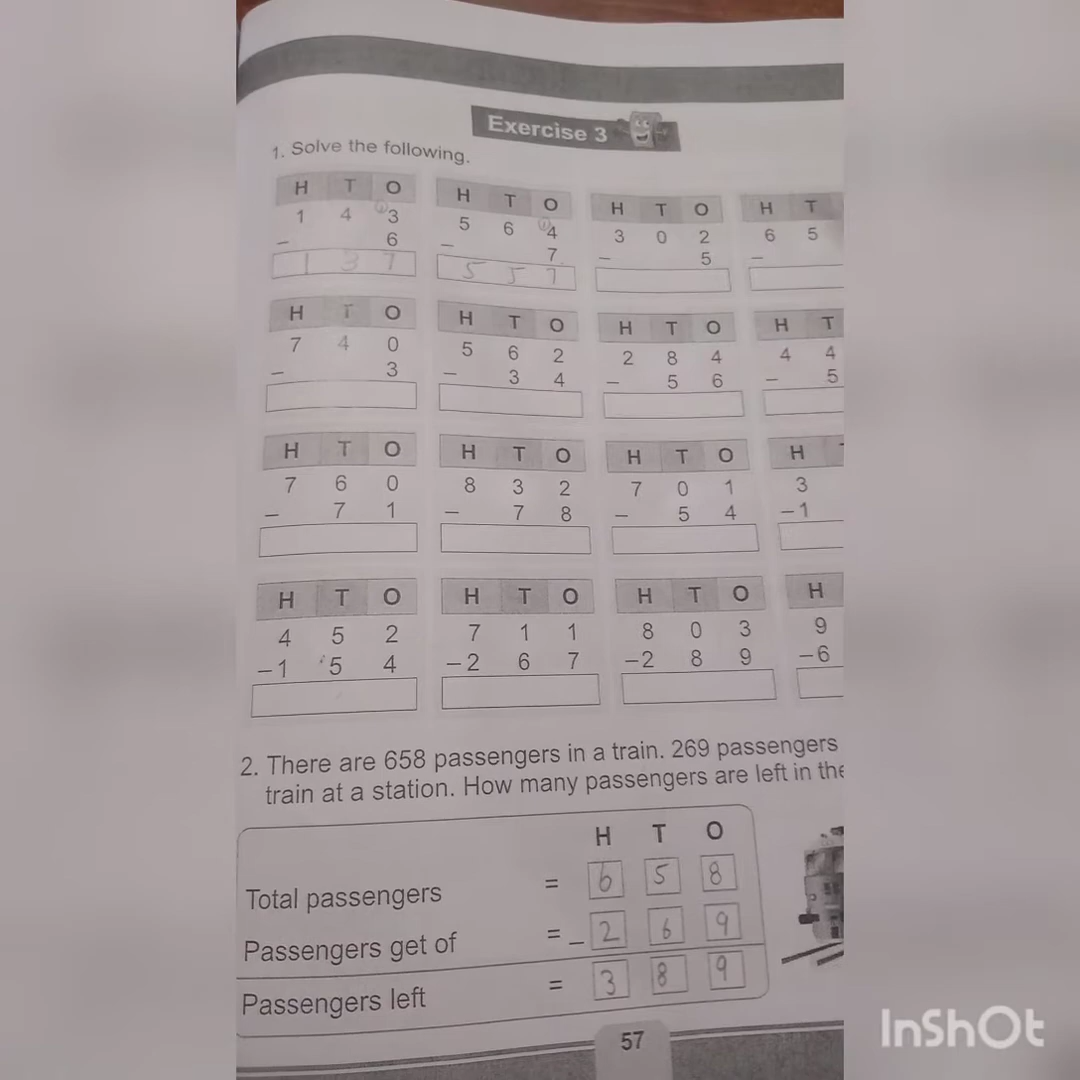 Exercise 3
1. Solve the following.
H T O H T O H T O H T
1 4 ①3 5 6 ①4 3 0 2 6 5
- 6 - 7 - 5 -
1 3 7 5 5 7
H T O H T O H T O H T
7 4 0 5 6 2 2 8 4 4 4
- 3 - 3 4 - 5 6 - 5
H T O H T O H T O H
7 6 0 8 3 2 7 0 1 3
- 7 1 - 7 8 - 5 4 -1
H T O H T O H T O H
4 5 2 7 1 1 8 0 3 9
-1 5 4 -2 6 7 -2 8 9 -6
2. There are 658 passengers in a train. 269 passengers
train at a station. How many passengers are left in the
H T O
Total passengers = 6 5 8
Passengers get of = - 2 6 9
Passengers left = 3 8 9
57
InShOt